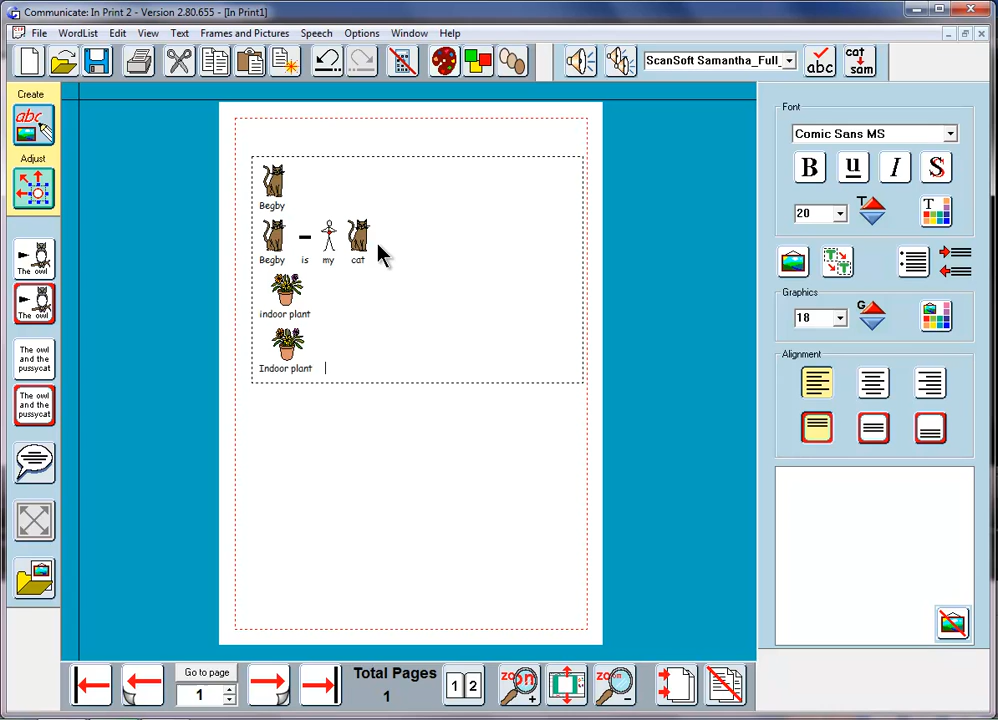 Communicate: In Print 2 - Version 2.80.655 - [In Print1]
File WordList Edit View Text Frames and Pictures Speech Options Window Help
ScanSoft Samantha_Full_
abc
cat
sam
Create
abc
Adjust
The owl
The owl
The owl
and the
pussycat
The owl
and the
pussycat
Begby
Begby is my cat
indoor plant
Indoor plant
Font
Comic Sans MS
B u I S
20
T
T
T
Graphics
18
G
Alignment
Go to page
1
Total Pages
1
1 2
zoom
+
zoom
-